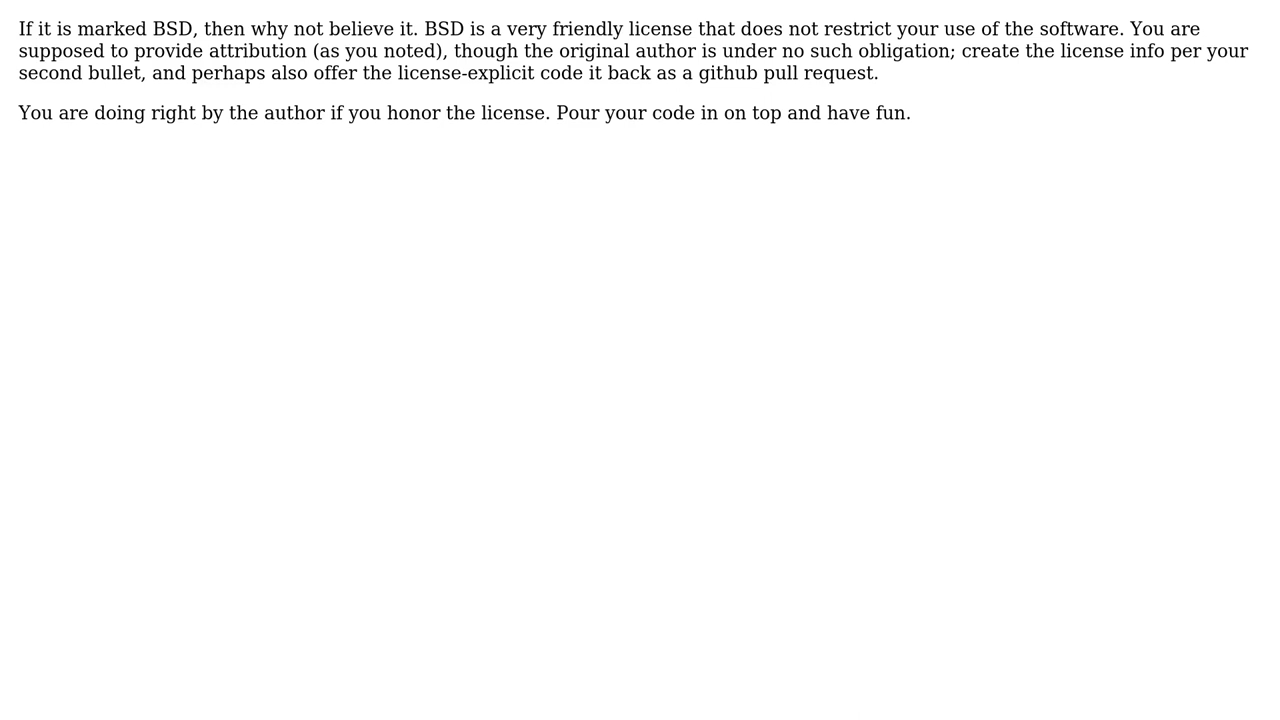 If it is marked BSD, then why not believe it. BSD is a very friendly license that does not restrict your use of the software. You are
supposed to provide attribution (as you noted), though the original author is under no such obligation; create the license info per your
second bullet, and perhaps also offer the license-explicit code it back as a github pull request.
You are doing right by the author if you honor the license. Pour your code in on top and have fun.